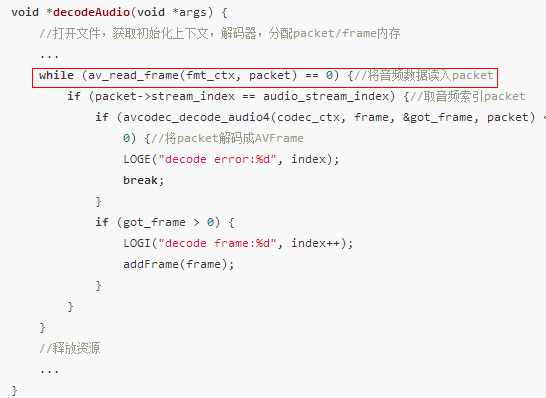 void *decodeAudio(void *args) {
//打开文件，获取初始化上下文，解码器，分配packet/frame内存
...
while (av_read_frame(fmt_ctx, packet) == 0) {//将音频数据读入packet
if (packet->stream_index == audio_stream_index) {//取音频索引packet
if (avcodec_decode_audio4(codec_ctx, frame, &got_frame, packet) <
0) {//将packet解码成AVFrame
LOGE("decode error:%d", index);
break;
}
if (got_frame > 0) {
LOGI("decode frame:%d", index++);
addFrame(frame);
}
}
}
//释放资源
...
}